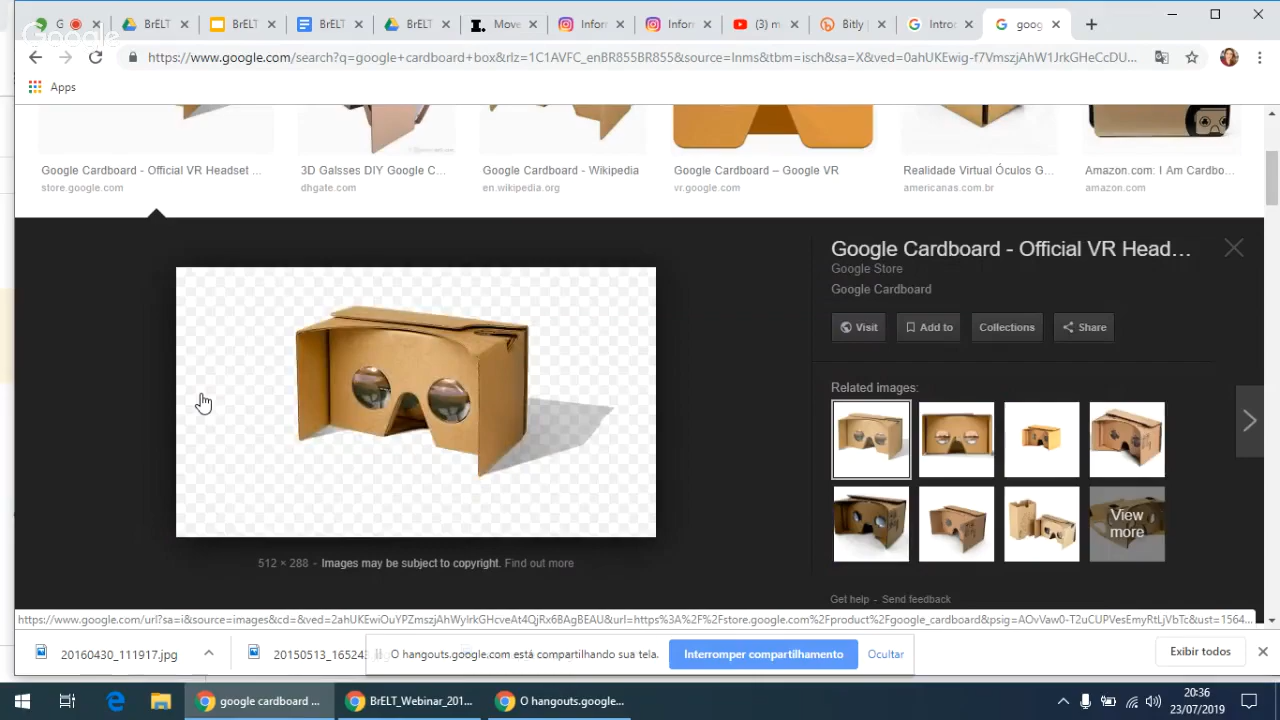 Google
BrELT
BrELT
BrELT
BrELT
Move
Inforn
Inforn
(3) m
Bitly |
Introc
goog
https://www.google.com/search?q=google+cardboard+box&rlz=1C1AVFC_enBR855BR855&source=lnms&tbm=isch&sa=X&ved=0ahUKEwig-f7VmszjAhW1JrkGHeCcDU...
Apps
Google Cardboard - Official VR Headset ...
3D Galsses DIY Google C...
Google Cardboard - Wikipedia
Google Cardboard – Google VR
Realidade Virtual Óculos G...
Amazon.com: I Am Cardbo...
store.google.com
dhgate.com
en.wikipedia.org
vr.google.com
americanas.com.br
amazon.com
Google Cardboard - Official VR Head...
Google Store
Google Cardboard
Visit
Add to
Collections
Share
Related images:
View
more
512 × 288 - Images may be subject to copyright. Find out more
Get help - Send feedback
https://www.google.com/url?sa=i&source=images&cd=&ved=2ahUKEwiOuYPZmszjAhWylrkGHcveAt4QjRx6BAgBEAU&url=https%3A%2F%2Fstore.google.com%2Fproduct%2Fgoogle_cardboard&psig=AOvVaw0-T2uCUPVesEmyRtLjVbTc&ust=1564...
20160430_111917.jpg
20150513_16524
O hangouts.google.com está compartilhando sua tela.
Interromper compartilhamento
Ocultar
Exibir todos
google cardboard ...
BrELT_Webinar_201...
O hangouts.google...
20:36
23/07/2019